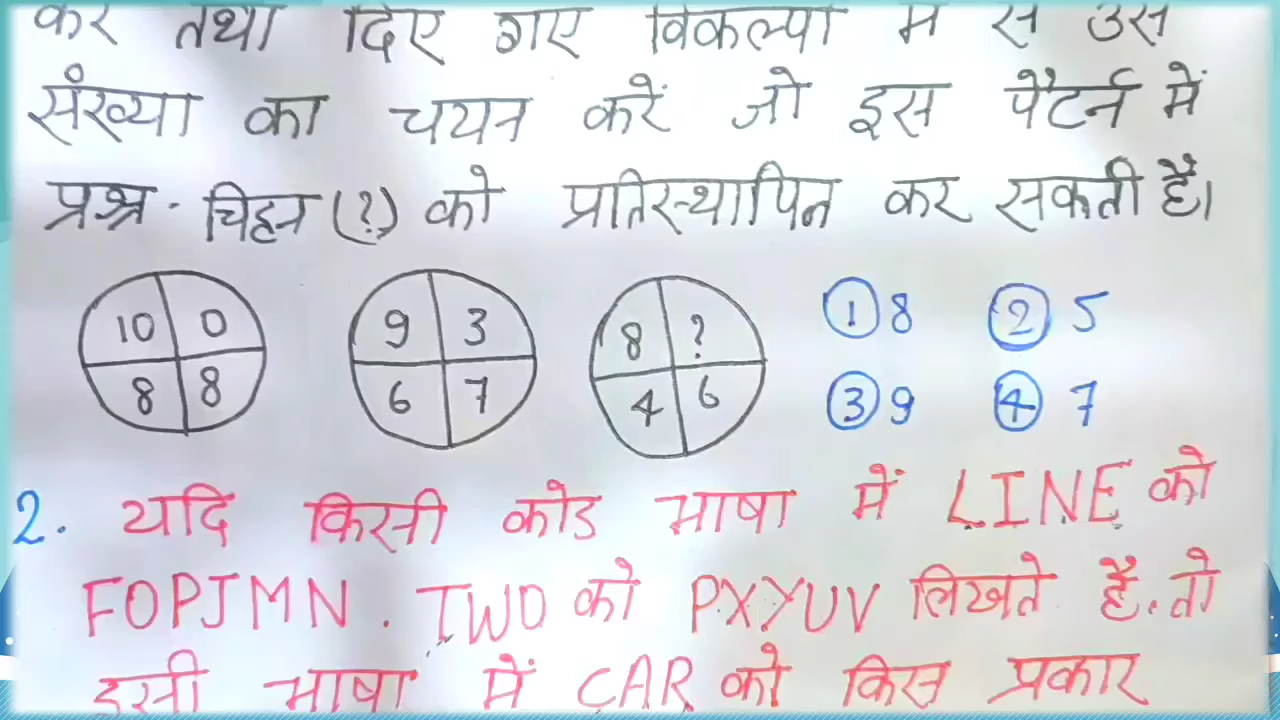 कर तथा दिए गए विकल्पों में से उस
संख्या का चयन करें जो इस पैटर्न में
प्रश्न - चिहन (?) को प्रतिस्थापित कर सकती है।
10 0 9 3 8 ? ① 8 ② 5
8 8 6 7 4 6 ③ 9 ④ 7
2. यदि किसी कोड भाषा में LINE को
FOPJMN. TWO को PXYUV लिखते है. तो
इसी भाषा में CAR को किस प्रकार